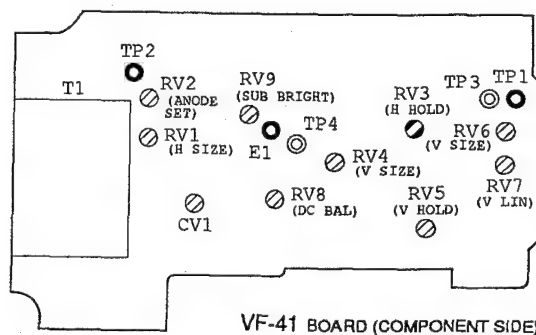 TP2
T1
RV2
(ANODE
SET)
RV1
(H SIZE)
RV9
(SUB BRIGHT)
E1
TP4
RV3
(H HOLD)
TP3
TP1
RV6
(V SIZE)
RV4
(V SIZE)
RV7
(V LIN)
CV1
RV8
(DC BAL)
RV5
(V HOLD)
VF-41 BOARD (COMPONENT SIDE)